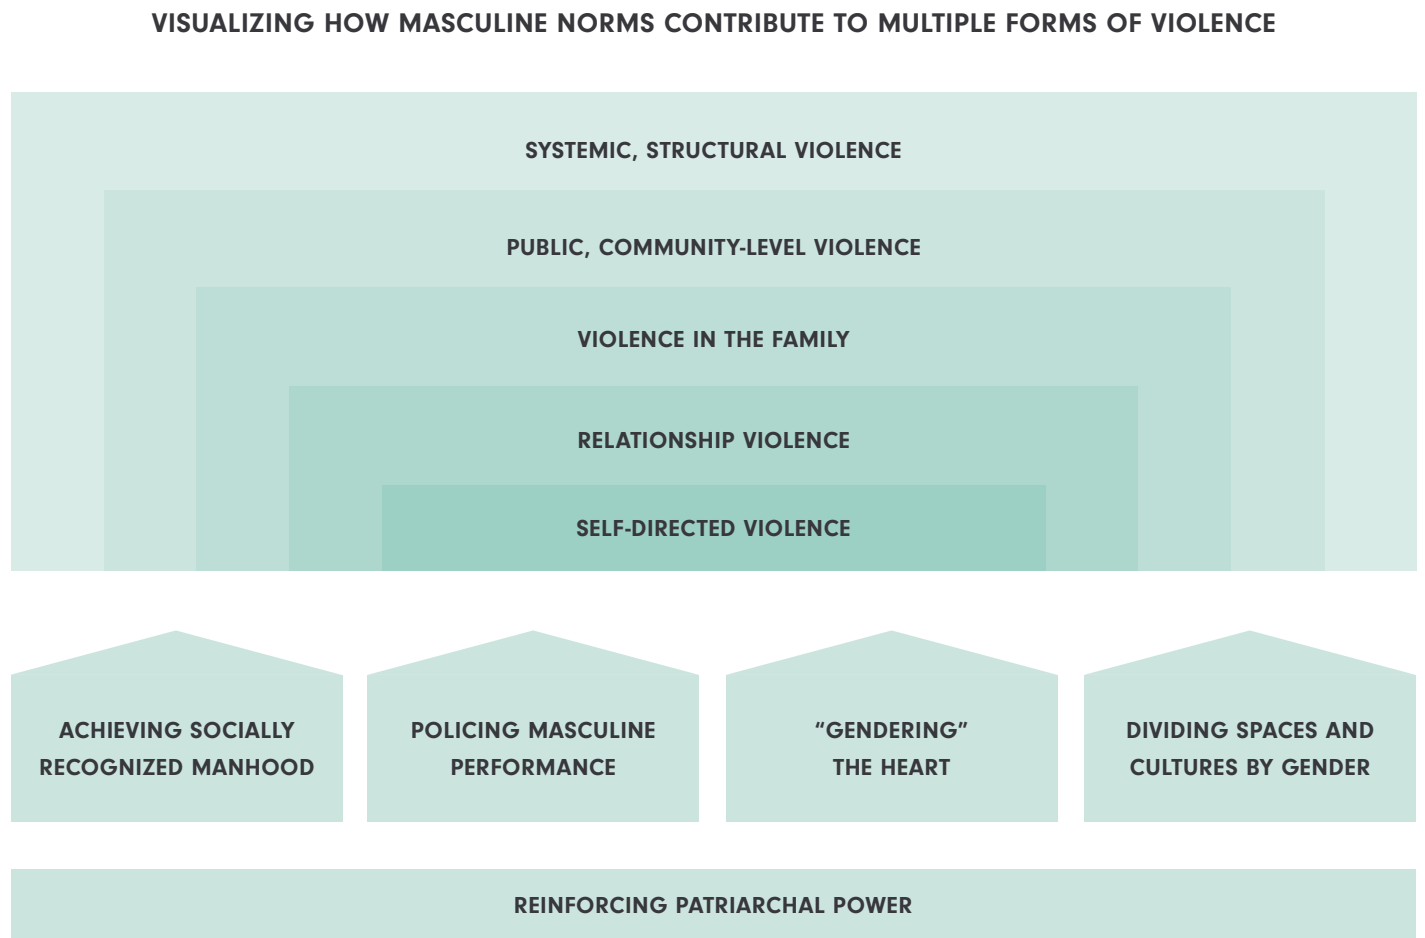 VISUALIZING HOW MASCULINE NORMS CONTRIBUTE TO MULTIPLE FORMS OF VIOLENCE
SYSTEMIC, STRUCTURAL VIOLENCE
PUBLIC, COMMUNITY-LEVEL VIOLENCE
VIOLENCE IN THE FAMILY
RELATIONSHIP VIOLENCE
SELF-DIRECTED VIOLENCE
ACHIEVING SOCIALLY
RECOGNIZED MANHOOD
POLICING MASCULINE
PERFORMANCE
“GENDERING”
THE HEART
DIVIDING SPACES AND
CULTURES BY GENDER
REINFORCING PATRIARCHAL POWER